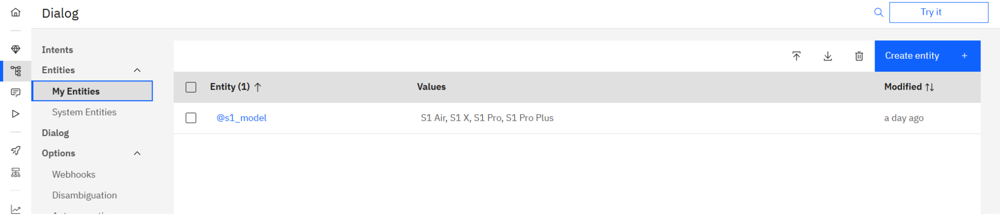 Dialog
Try it
Intents
Entities
My Entities
System Entities
Dialog
Options
Webhooks
Disambiguation
Create entity +
Entity (1) Values Modified
@s1_model S1 Air, S1 X, S1 Pro, S1 Pro Plus a day ago